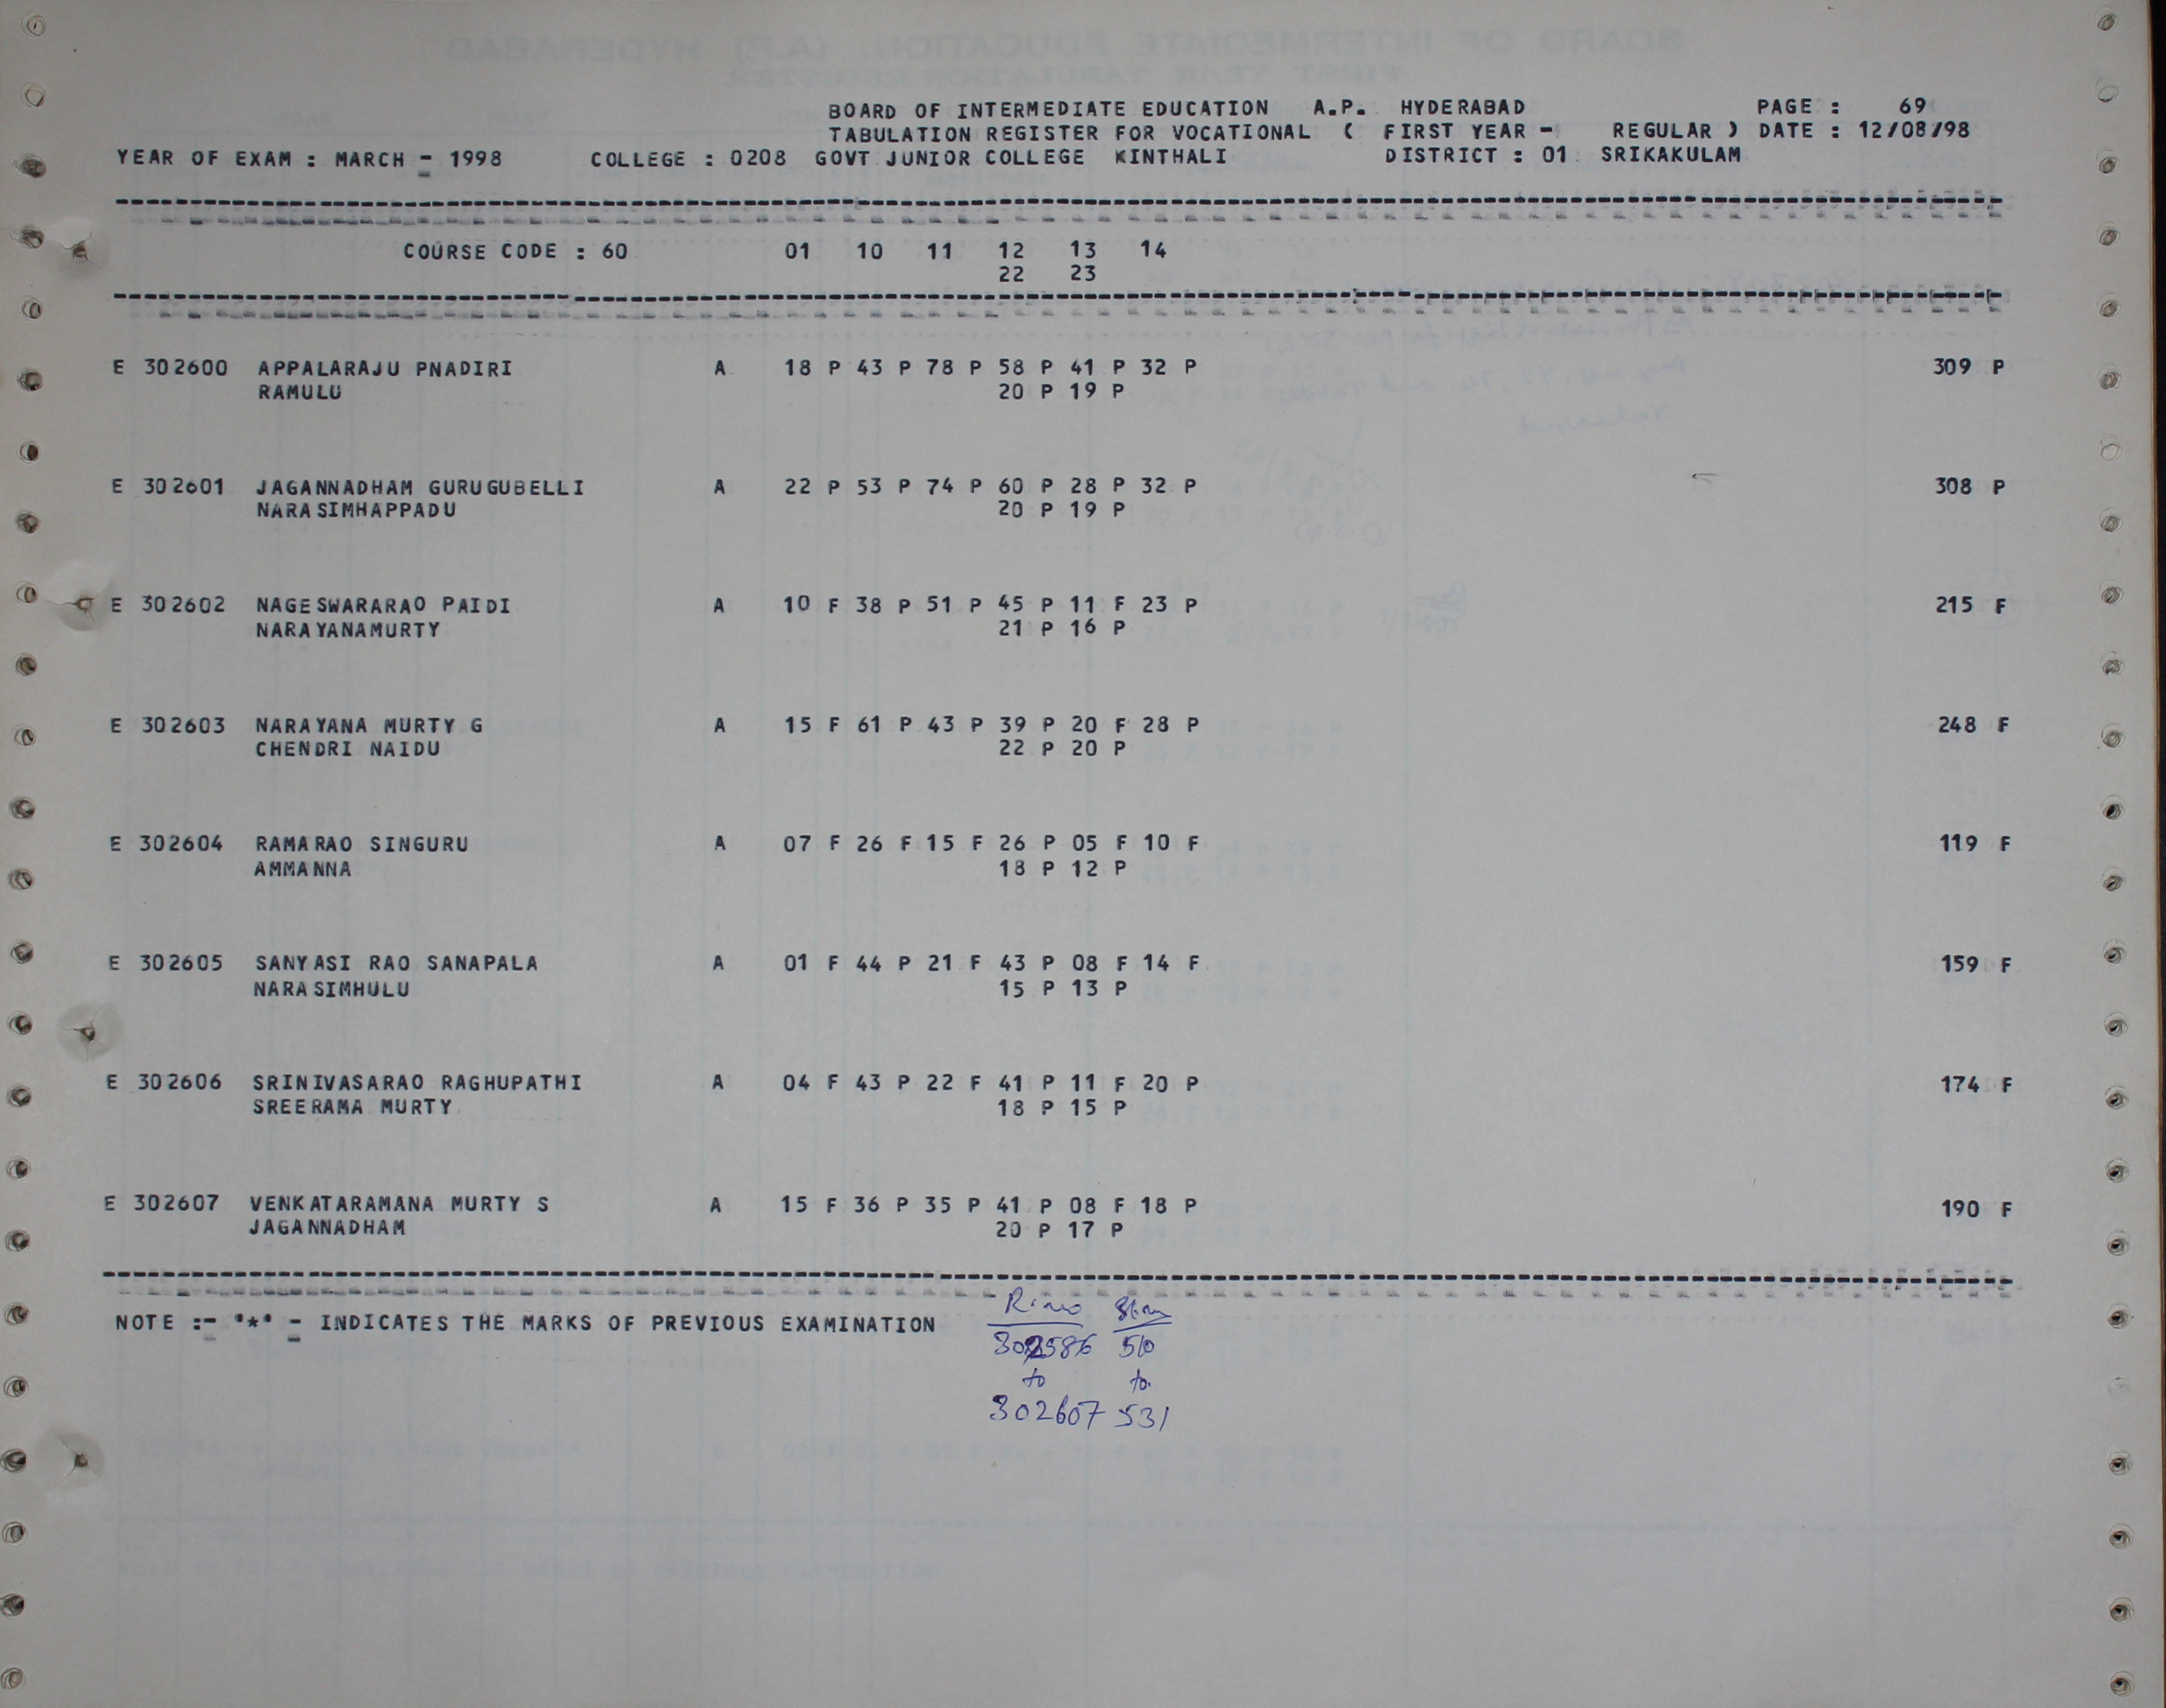 BOARD OF INTERMEDIATE EDUCATION A.P. HYDERABAD PAGE : 69
TABULATION REGISTER FOR VOCATIONAL ( FIRST YEAR - REGULAR ) DATE : 12/08/98
YEAR OF EXAM : MARCH - 1998 COLLEGE : 0208 GOVT JUNIOR COLLEGE KINTHALI DISTRICT : 01 SRIKAKULAM
COURSE CODE : 60 01 10 11 12 13 14
22 23
E 302600 APPALARAJU PNADIRI A 18 P 43 P 78 P 58 P 41 P 32 P 309 P
RAMULU 20 P 19 P
E 302601 JAGANNADHAM GURUGUBELLI A 22 P 53 P 74 P 60 P 28 P 32 P 308 P
NARASIMHAPPADU 20 P 19 P
E 302602 NAGESWARARAO PAIDI A 10 F 38 P 51 P 45 P 11 F 23 P 215 F
NARAYANAMURTY 21 P 16 P
E 302603 NARAYANA MURTY G A 15 F 61 P 43 P 39 P 20 F 28 P 248 F
CHENDRI NAIDU 22 P 20 P
E 302604 RAMARAO SINGURU A 07 F 26 F 15 F 26 P 05 F 10 F 119 F
AMMANNA 18 P 12 P
E 302605 SANYASI RAO SANAPALA A 01 F 44 P 21 F 43 P 08 F 14 F 159 F
NARASIMHULU 15 P 13 P
E 302606 SRINIVASARAO RAGHUPATHI A 04 F 43 P 22 F 41 P 11 F 20 P 174 F
SREERAMA MURTY 18 P 15 P
E 302607 VENKATARAMANA MURTY S A 15 F 36 P 35 P 41 P 08 F 18 P 190 F
JAGANNADHAM 20 P 17 P
NOTE :- '*' - INDICATES THE MARKS OF PREVIOUS EXAMINATION
302586 510
to to
302607 531